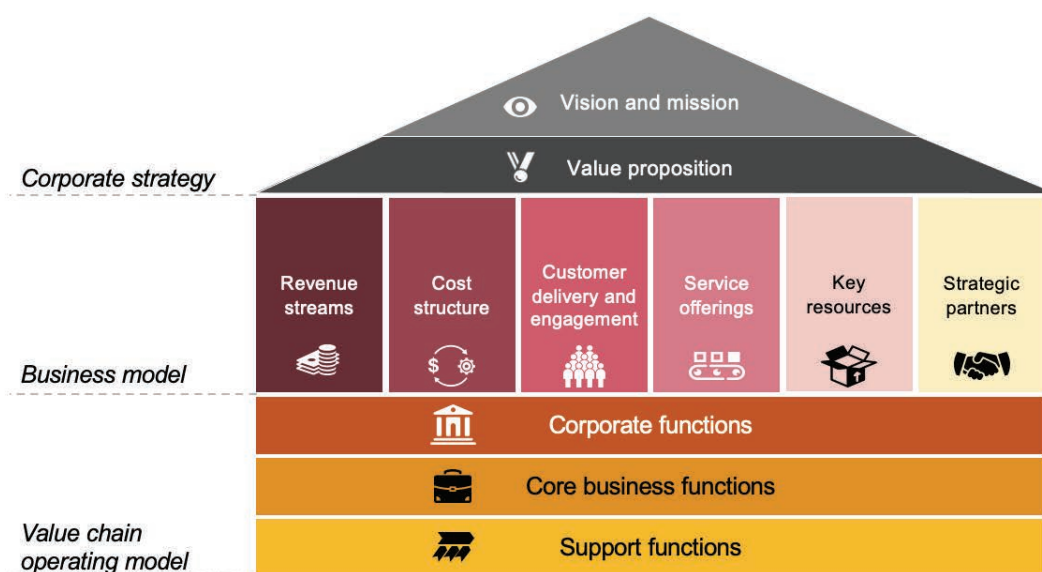 Vision and mission
Value proposition
Corporate strategy
Revenue
streams
Cost
structure
Customer
delivery and
engagement
Service
offerings
Key
resources
Strategic
partners
$
Business model
Corporate functions
Core business functions
Support functions
Value chain
operating model